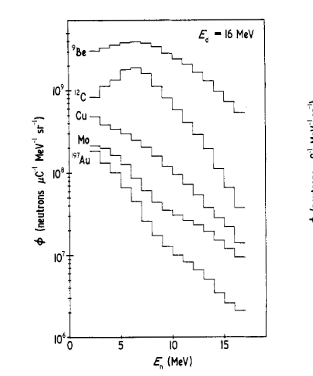 E_d = 16 MeV
⁹Be
10⁹
¹²C
Cu
Mo
¹⁹⁷Au
10⁸
10⁷
10⁶
ϕ (neutrons μC⁻¹ MeV⁻¹ sr⁻¹)
0 5 10 15
E_n (MeV)